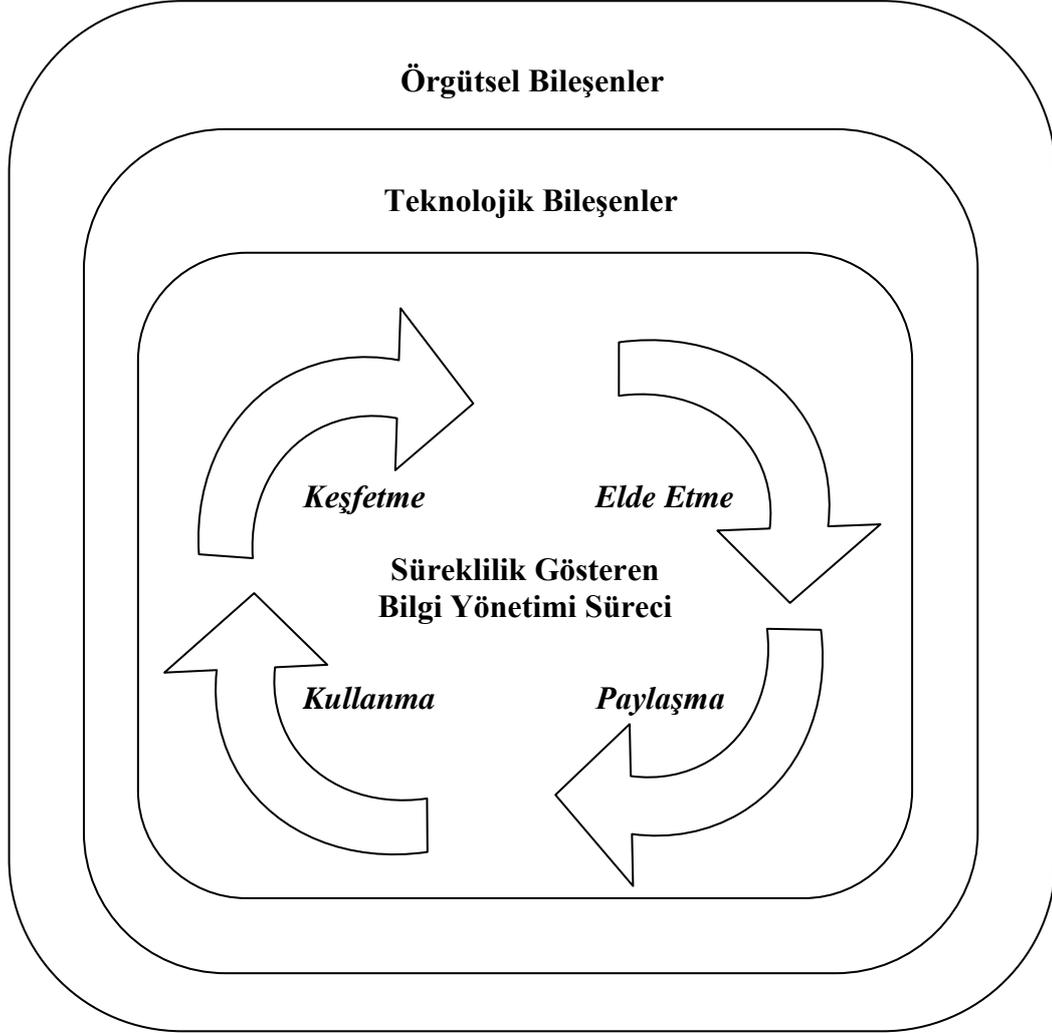 Örgütsel Bileşenler
Teknolojik Bileşenler
Keşfetme
Elde Etme
Süreklilik Gösteren
Bilgi Yönetimi Süreci
Kullanma
Paylaşma